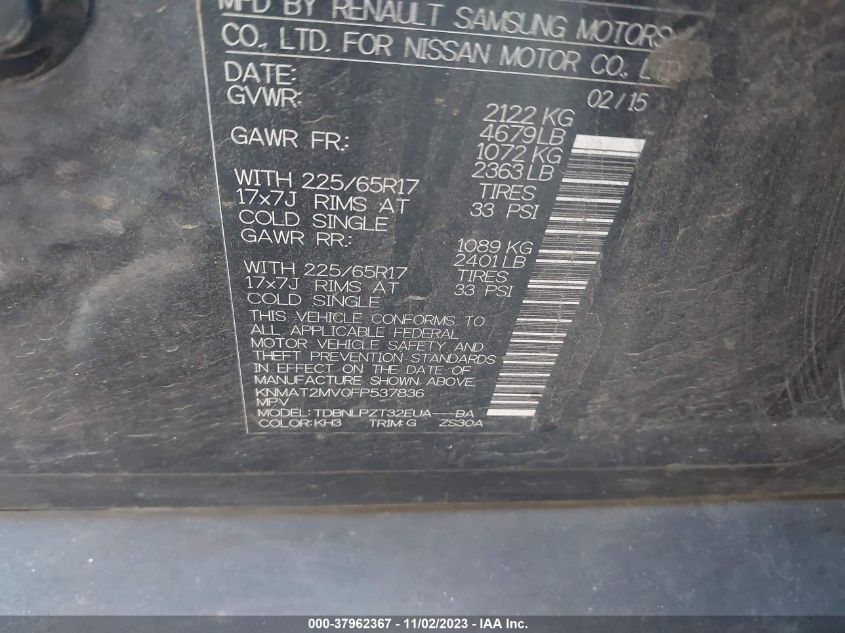 MFD BY RENAULT SAMSUNG MOTORS
CO., LTD. FOR NISSAN MOTOR CO., LTD
DATE: 02/15
GVWR: 2122 KG
4679LB
GAWR FR.: 1072 KG
2363 LB
WITH 225/65R17 TIRES
17x7J RIMS AT 33 PSI
COLD SINGLE
GAWR RR.: 1089 KG
2401 LB
WITH 225/65R17 TIRES
17x7J RIMS AT 33 PSI
COLD SINGLE
THIS VEHICLE CONFORMS TO
ALL APPLICABLE FEDERAL
MOTOR VEHICLE SAFETY AND
THEFT PREVENTION STANDARDS
IN EFFECT ON THE DATE OF
MANUFACTURE SHOWN ABOVE.
KNMAT2MV0FP537836
MPV
MODEL: TDBNLPZT32EUA---BA
COLOR:KH3 TRIM:G ZS30A
000-37962367 - 11/02/2023 - IAA Inc.